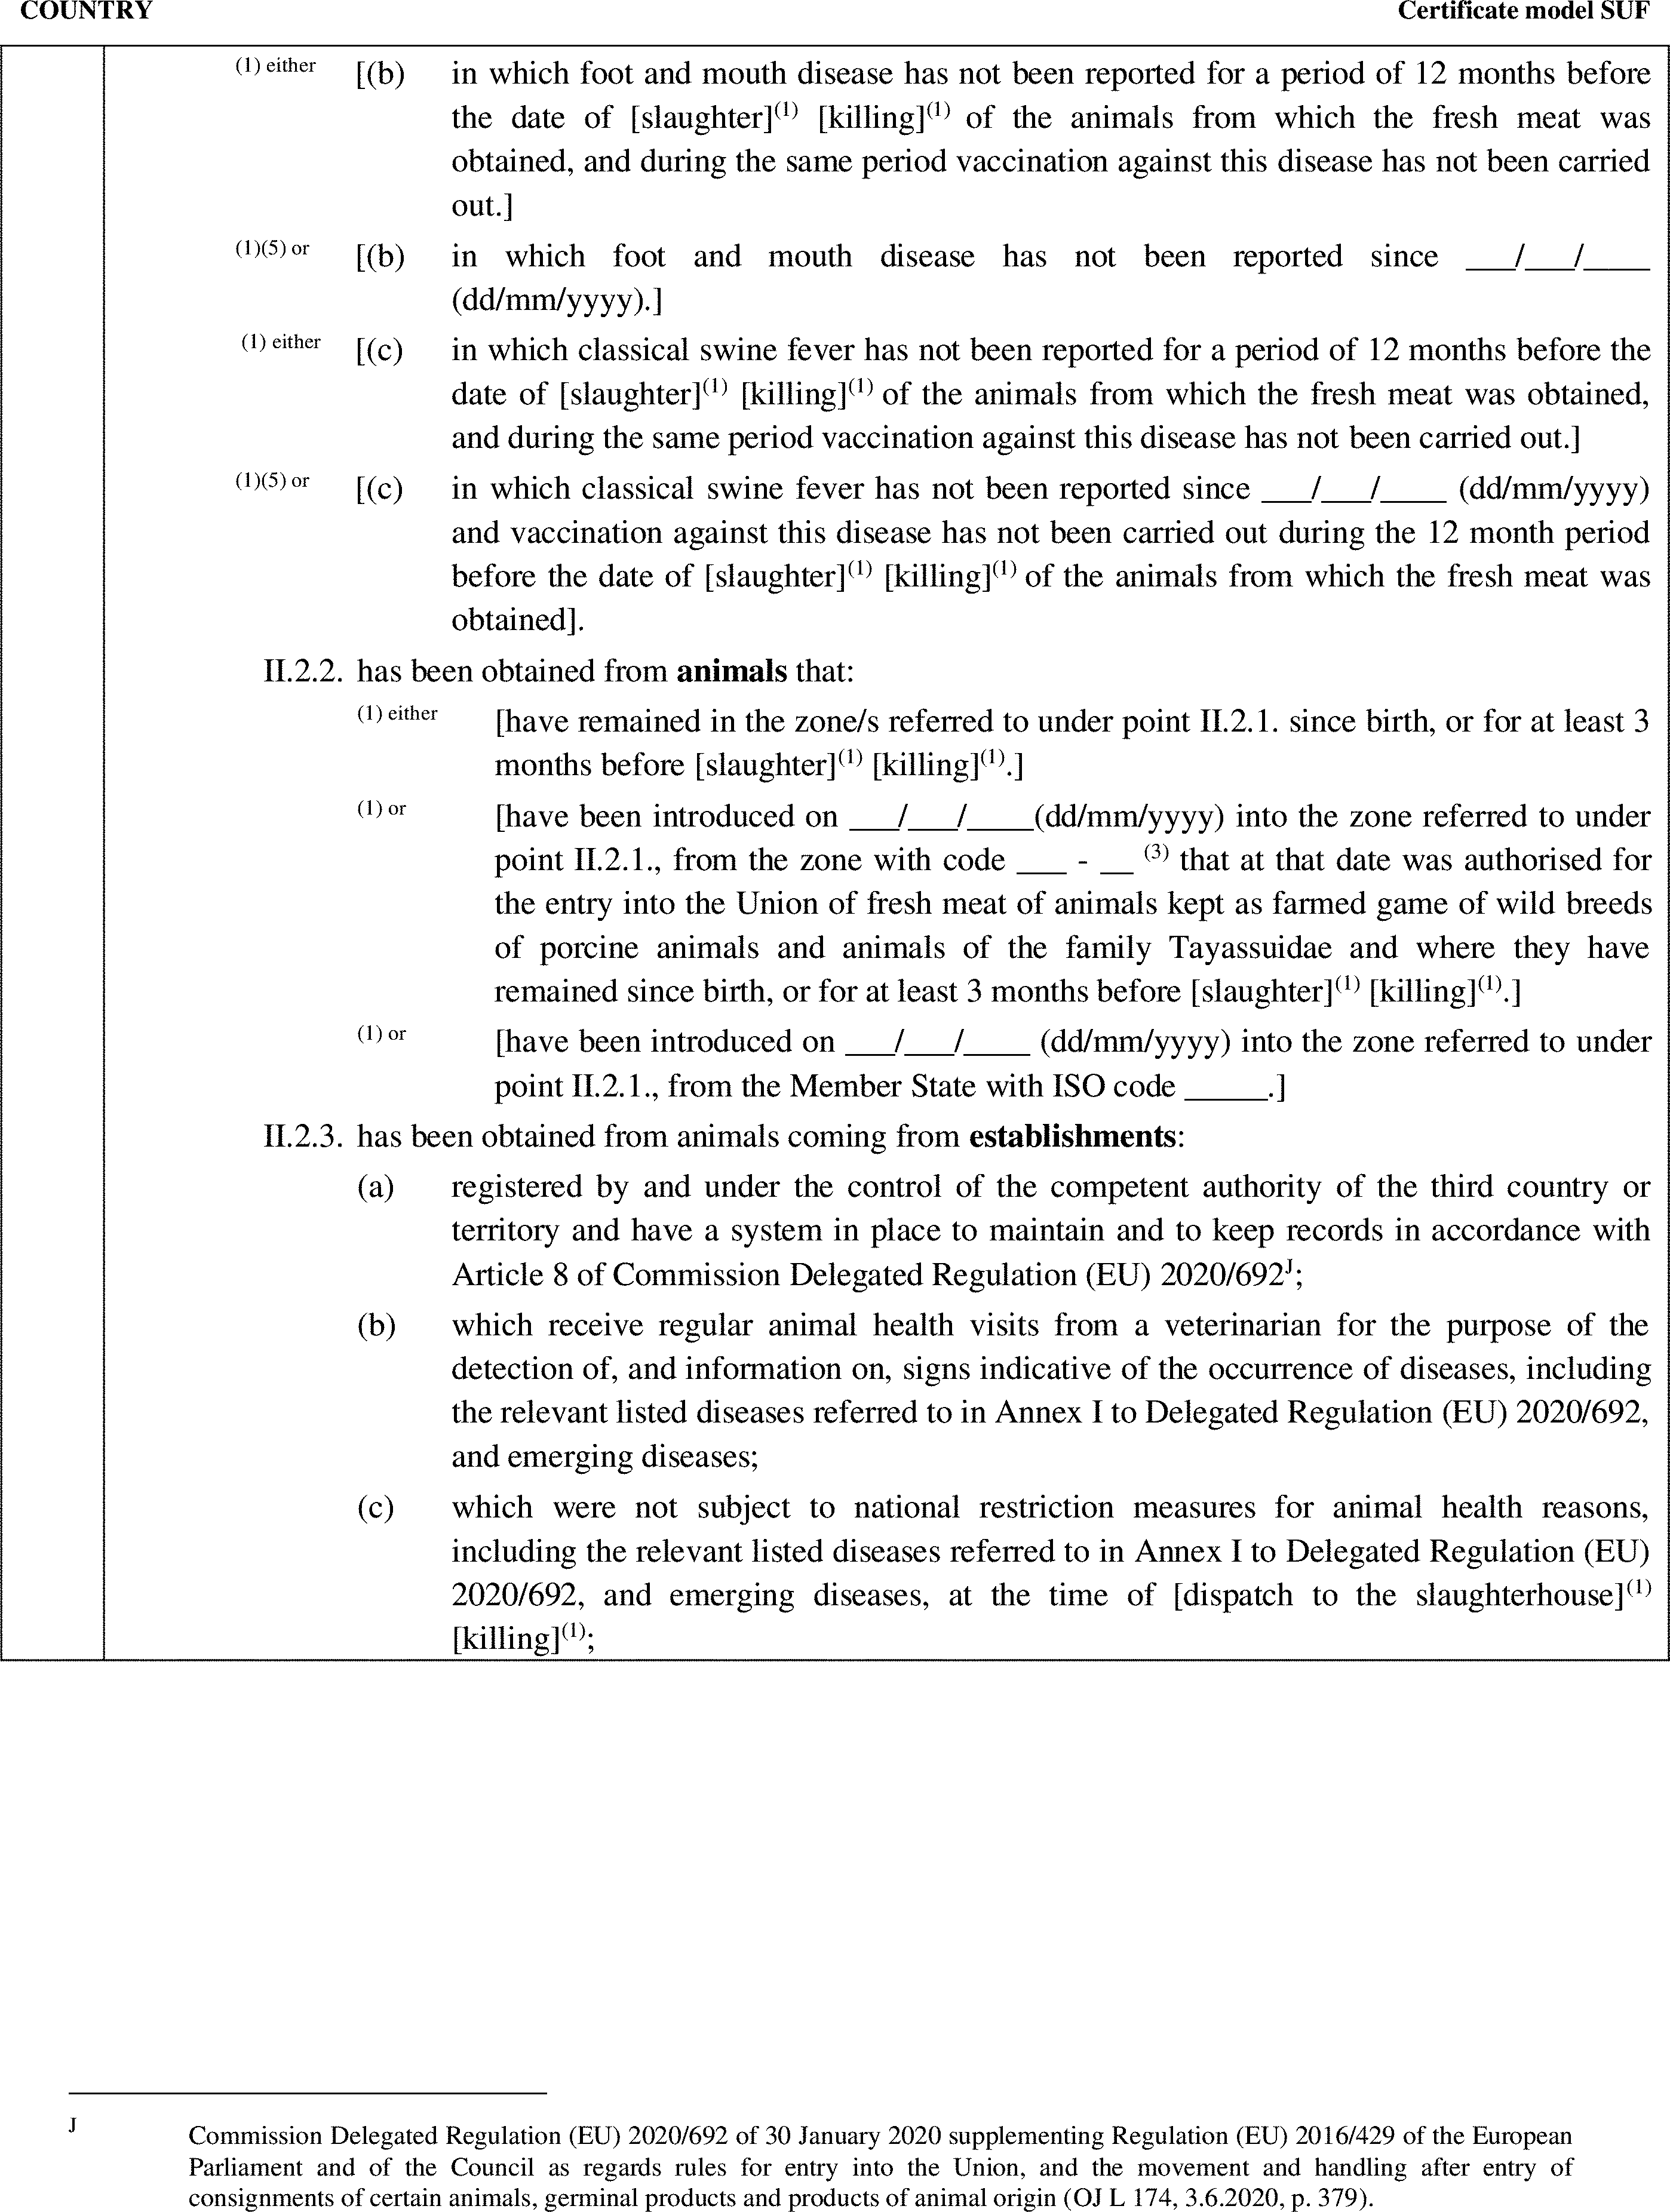 COUNTRY Certificate model SUF
(1) either [(b) in which foot and mouth disease has not been reported for a period of 12 months before
the date of [slaughter](1) [killing](1) of the animals from which the fresh meat was
obtained, and during the same period vaccination against this disease has not been carried
out.]
(1)(5) or [(b) in which foot and mouth disease has not been reported since ___/___/____
(dd/mm/yyyy).]
(1) either [(c) in which classical swine fever has not been reported for a period of 12 months before the
date of [slaughter](1) [killing](1) of the animals from which the fresh meat was obtained,
and during the same period vaccination against this disease has not been carried out.]
(1)(5) or [(c) in which classical swine fever has not been reported since ___/___/____ (dd/mm/yyyy)
and vaccination against this disease has not been carried out during the 12 month period
before the date of [slaughter](1) [killing](1) of the animals from which the fresh meat was
obtained].
II.2.2. has been obtained from animals that:
(1) either [have remained in the zone/s referred to under point II.2.1. since birth, or for at least 3
months before [slaughter](1) [killing](1).]
(1) or [have been introduced on ___/___/____(dd/mm/yyyy) into the zone referred to under
point II.2.1., from the zone with code ___ - __ (3) that at that date was authorised for
the entry into the Union of fresh meat of animals kept as farmed game of wild breeds
of porcine animals and animals of the family Tayassuidae and where they have
remained since birth, or for at least 3 months before [slaughter](1) [killing](1).]
(1) or [have been introduced on ___/___/____ (dd/mm/yyyy) into the zone referred to under
point II.2.1., from the Member State with ISO code _____.]
II.2.3. has been obtained from animals coming from establishments:
(a) registered by and under the control of the competent authority of the third country or
territory and have a system in place to maintain and to keep records in accordance with
Article 8 of Commission Delegated Regulation (EU) 2020/692J;
(b) which receive regular animal health visits from a veterinarian for the purpose of the
detection of, and information on, signs indicative of the occurrence of diseases, including
the relevant listed diseases referred to in Annex I to Delegated Regulation (EU) 2020/692,
and emerging diseases;
(c) which were not subject to national restriction measures for animal health reasons,
including the relevant listed diseases referred to in Annex I to Delegated Regulation (EU)
2020/692, and emerging diseases, at the time of [dispatch to the slaughterhouse](1)
[killing](1);
J Commission Delegated Regulation (EU) 2020/692 of 30 January 2020 supplementing Regulation (EU) 2016/429 of the European
Parliament and of the Council as regards rules for entry into the Union, and the movement and handling after entry of
consignments of certain animals, germinal products and products of animal origin (OJ L 174, 3.6.2020, p. 379).